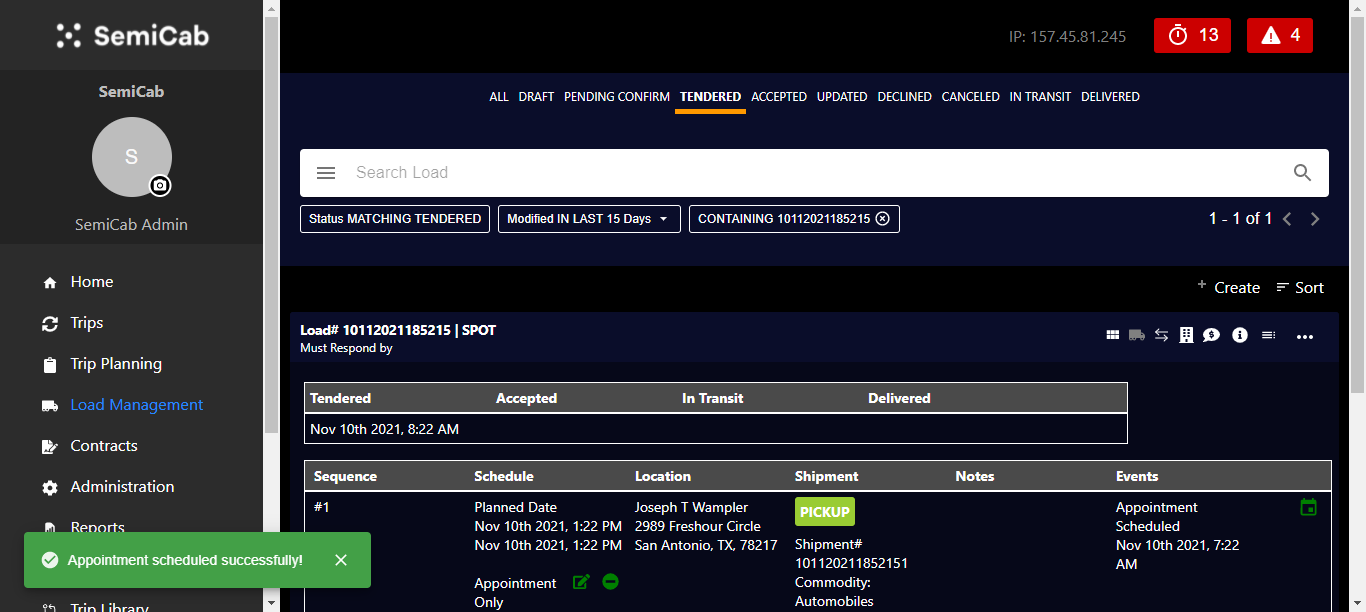 SemiCab
SemiCab
S
SemiCab Admin
Home
Trips
Trip Planning
Load Management
Contracts
Administration
Reports
Trip Library
Appointment scheduled successfully!
IP: 157.45.81.245
13
4
ALL DRAFT PENDING CONFIRM TENDERED ACCEPTED UPDATED DECLINED CANCELED IN TRANSIT DELIVERED
Search Load
Status MATCHING TENDERED
Modified IN LAST 15 Days
CONTAINING 10112021185215
1 - 1 of 1
+ Create
Sort
Load# 10112021185215 | SPOT
Must Respond by
Tendered Accepted In Transit Delivered
Nov 10th 2021, 8:22 AM
Sequence Schedule Location Shipment Notes Events
#1
Planned Date
Nov 10th 2021, 1:22 PM
Nov 10th 2021, 1:22 PM
Appointment
Only
Joseph T Wampler
2989 Freshour Circle
San Antonio, TX, 78217
PICKUP
Shipment#
101120211852151
Commodity:
Automobiles
Appointment
Scheduled
Nov 10th 2021, 7:22
AM